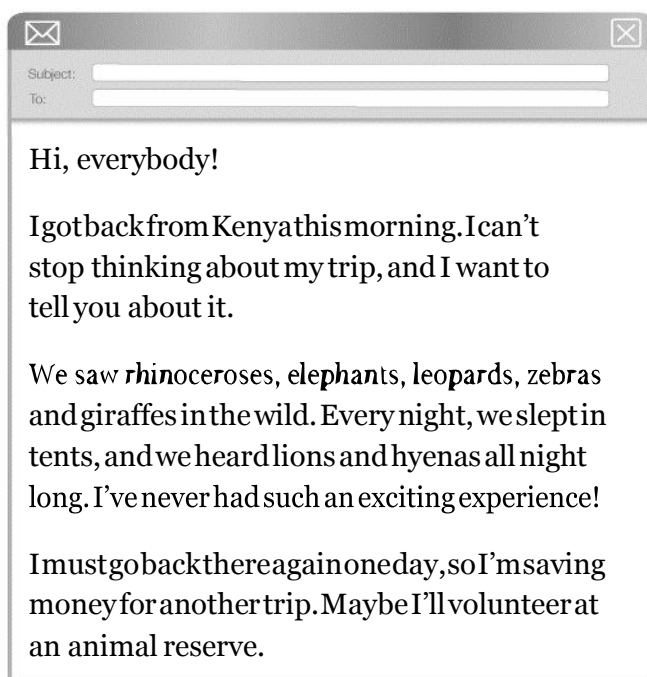 Subject:
To:
Hi, everybody!
I got back from Kenya this morning. I can't
stop thinking about my trip, and I want to
tell you about it.
We saw rhinoceroses, elephants, leopards, zebras
and giraffes in the wild. Every night, we slept in
tents, and we heard lions and hyenas all night
long. I've never had such an exciting experience!
I must go back there again one day, so I'm saving
money for another trip. Maybe I'll volunteer at
an animal reserve.